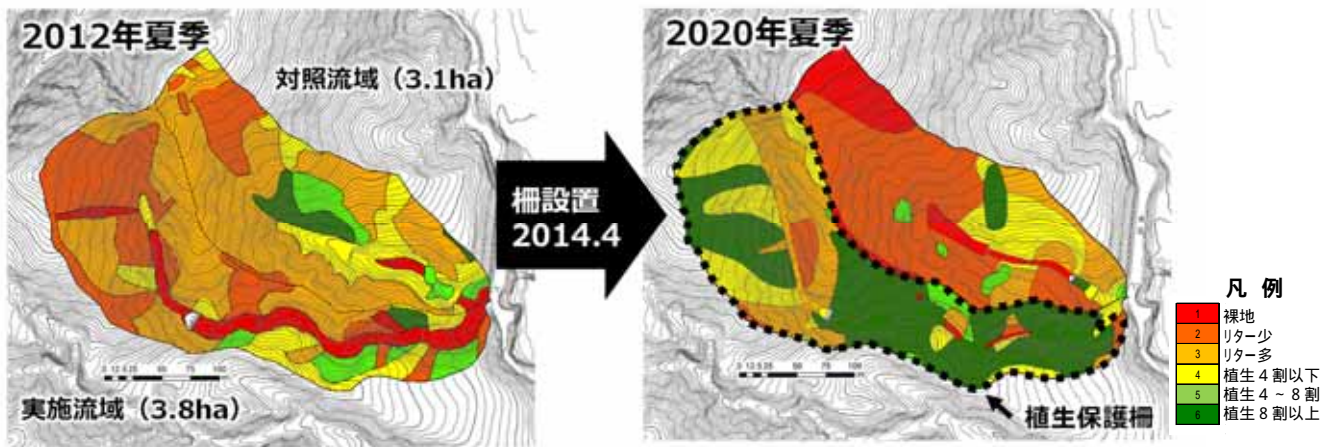 2012年夏季
対照流域（3.1ha）
実施流域（3.8ha）
柵設置
2014.4
2020年夏季
植生保護柵
凡 例
1 裸地
2 リター少
3 リター多
4 植生４割以下
5 植生４～８割
6 植生８割以上